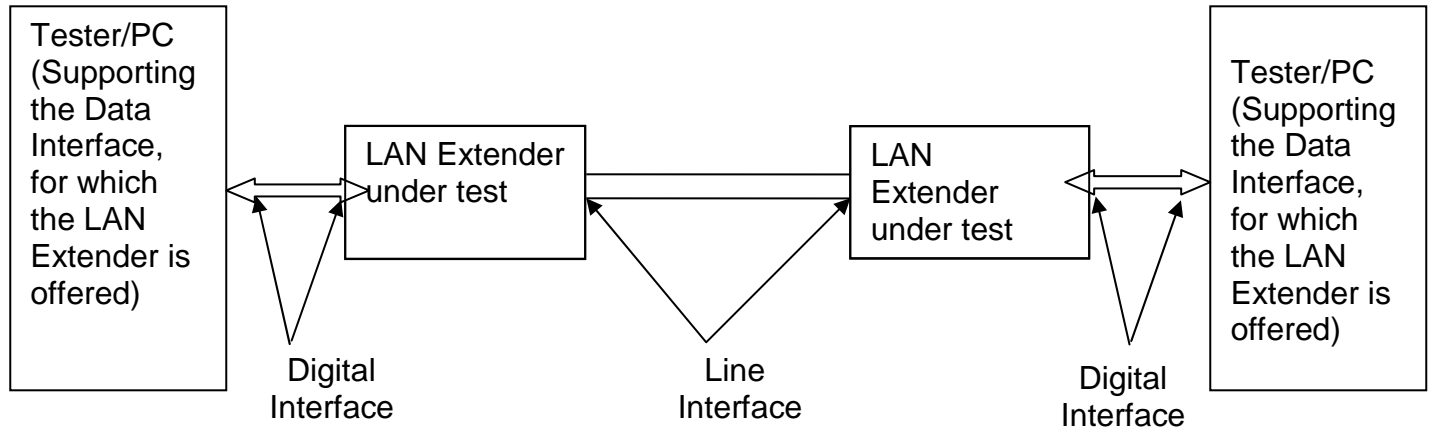 Tester/PC
(Supporting
the Data
Interface,
for which
the LAN
Extender is
offered)
LAN Extender
under test
LAN
Extender
under test
Tester/PC
(Supporting
the Data
Interface,
for which
the LAN
Extender is
offered)
Digital
Interface
Line
Interface
Digital
Interface